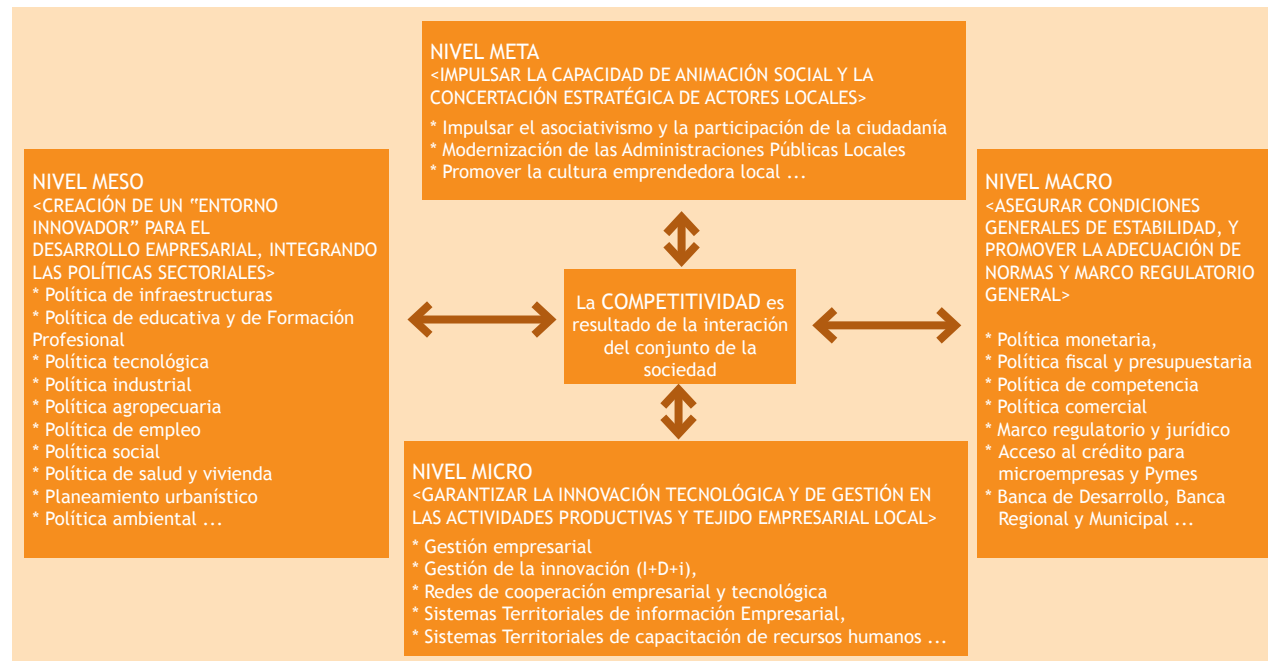 NIVEL META
<IMPULSAR LA CAPACIDAD DE ANIMACIÓN SOCIAL Y LA
CONCERTACIÓN ESTRATÉGICA DE ACTORES LOCALES>
* Impulsar el asociativismo y la participación de la ciudadanía
* Modernización de las Administraciones Públicas Locales
* Promover la cultura emprendedora local ...
NIVEL MESO
<CREACIÓN DE UN "ENTORNO
INNOVADOR” PARA EL
DESARROLLO EMPRESARIAL, INTEGRANDO
LAS POLÍTICAS SECTORIALES>
* Política de infraestructuras
* Política de educativa y de Formación
Profesional
* Política tecnológica
* Política industrial
* Política agropecuaria
* Política de empleo
* Política social
* Política de salud y vivienda
* Planeamiento urbanístico
* Política ambiental ...
La COMPETITIVIDAD es
resultado de la interación
del conjunto de la
sociedad
NIVEL MACRO
<ASEGURAR CONDICIONES
GENERALES DE ESTABILIDAD, Y
PROMOVER LA ADECUACIÓN DE
NORMAS Y MARCO REGULATORIO
GENERAL>
* Política monetaria,
* Política fiscal y presupuestaria
* Política de competencia
* Política comercial
* Marco regulatorio y jurídico
* Acceso al crédito para
microempresas y Pymes
* Banca de Desarrollo, Banca
Regional y Municipal ...
NIVEL MICRO
<GARANTIZAR LA INNOVACIÓN TECNOLÓGICA Y DE GESTIÓN EN
LAS ACTIVIDADES PRODUCTIVAS Y TEJIDO EMPRESARIAL LOCAL>
* Gestión empresarial
* Gestión de la innovación (I+D+i),
* Redes de cooperación empresarial y tecnológica
* Sistemas Territoriales de información Empresarial,
* Sistemas Territoriales de capacitación de recursos humanos ...